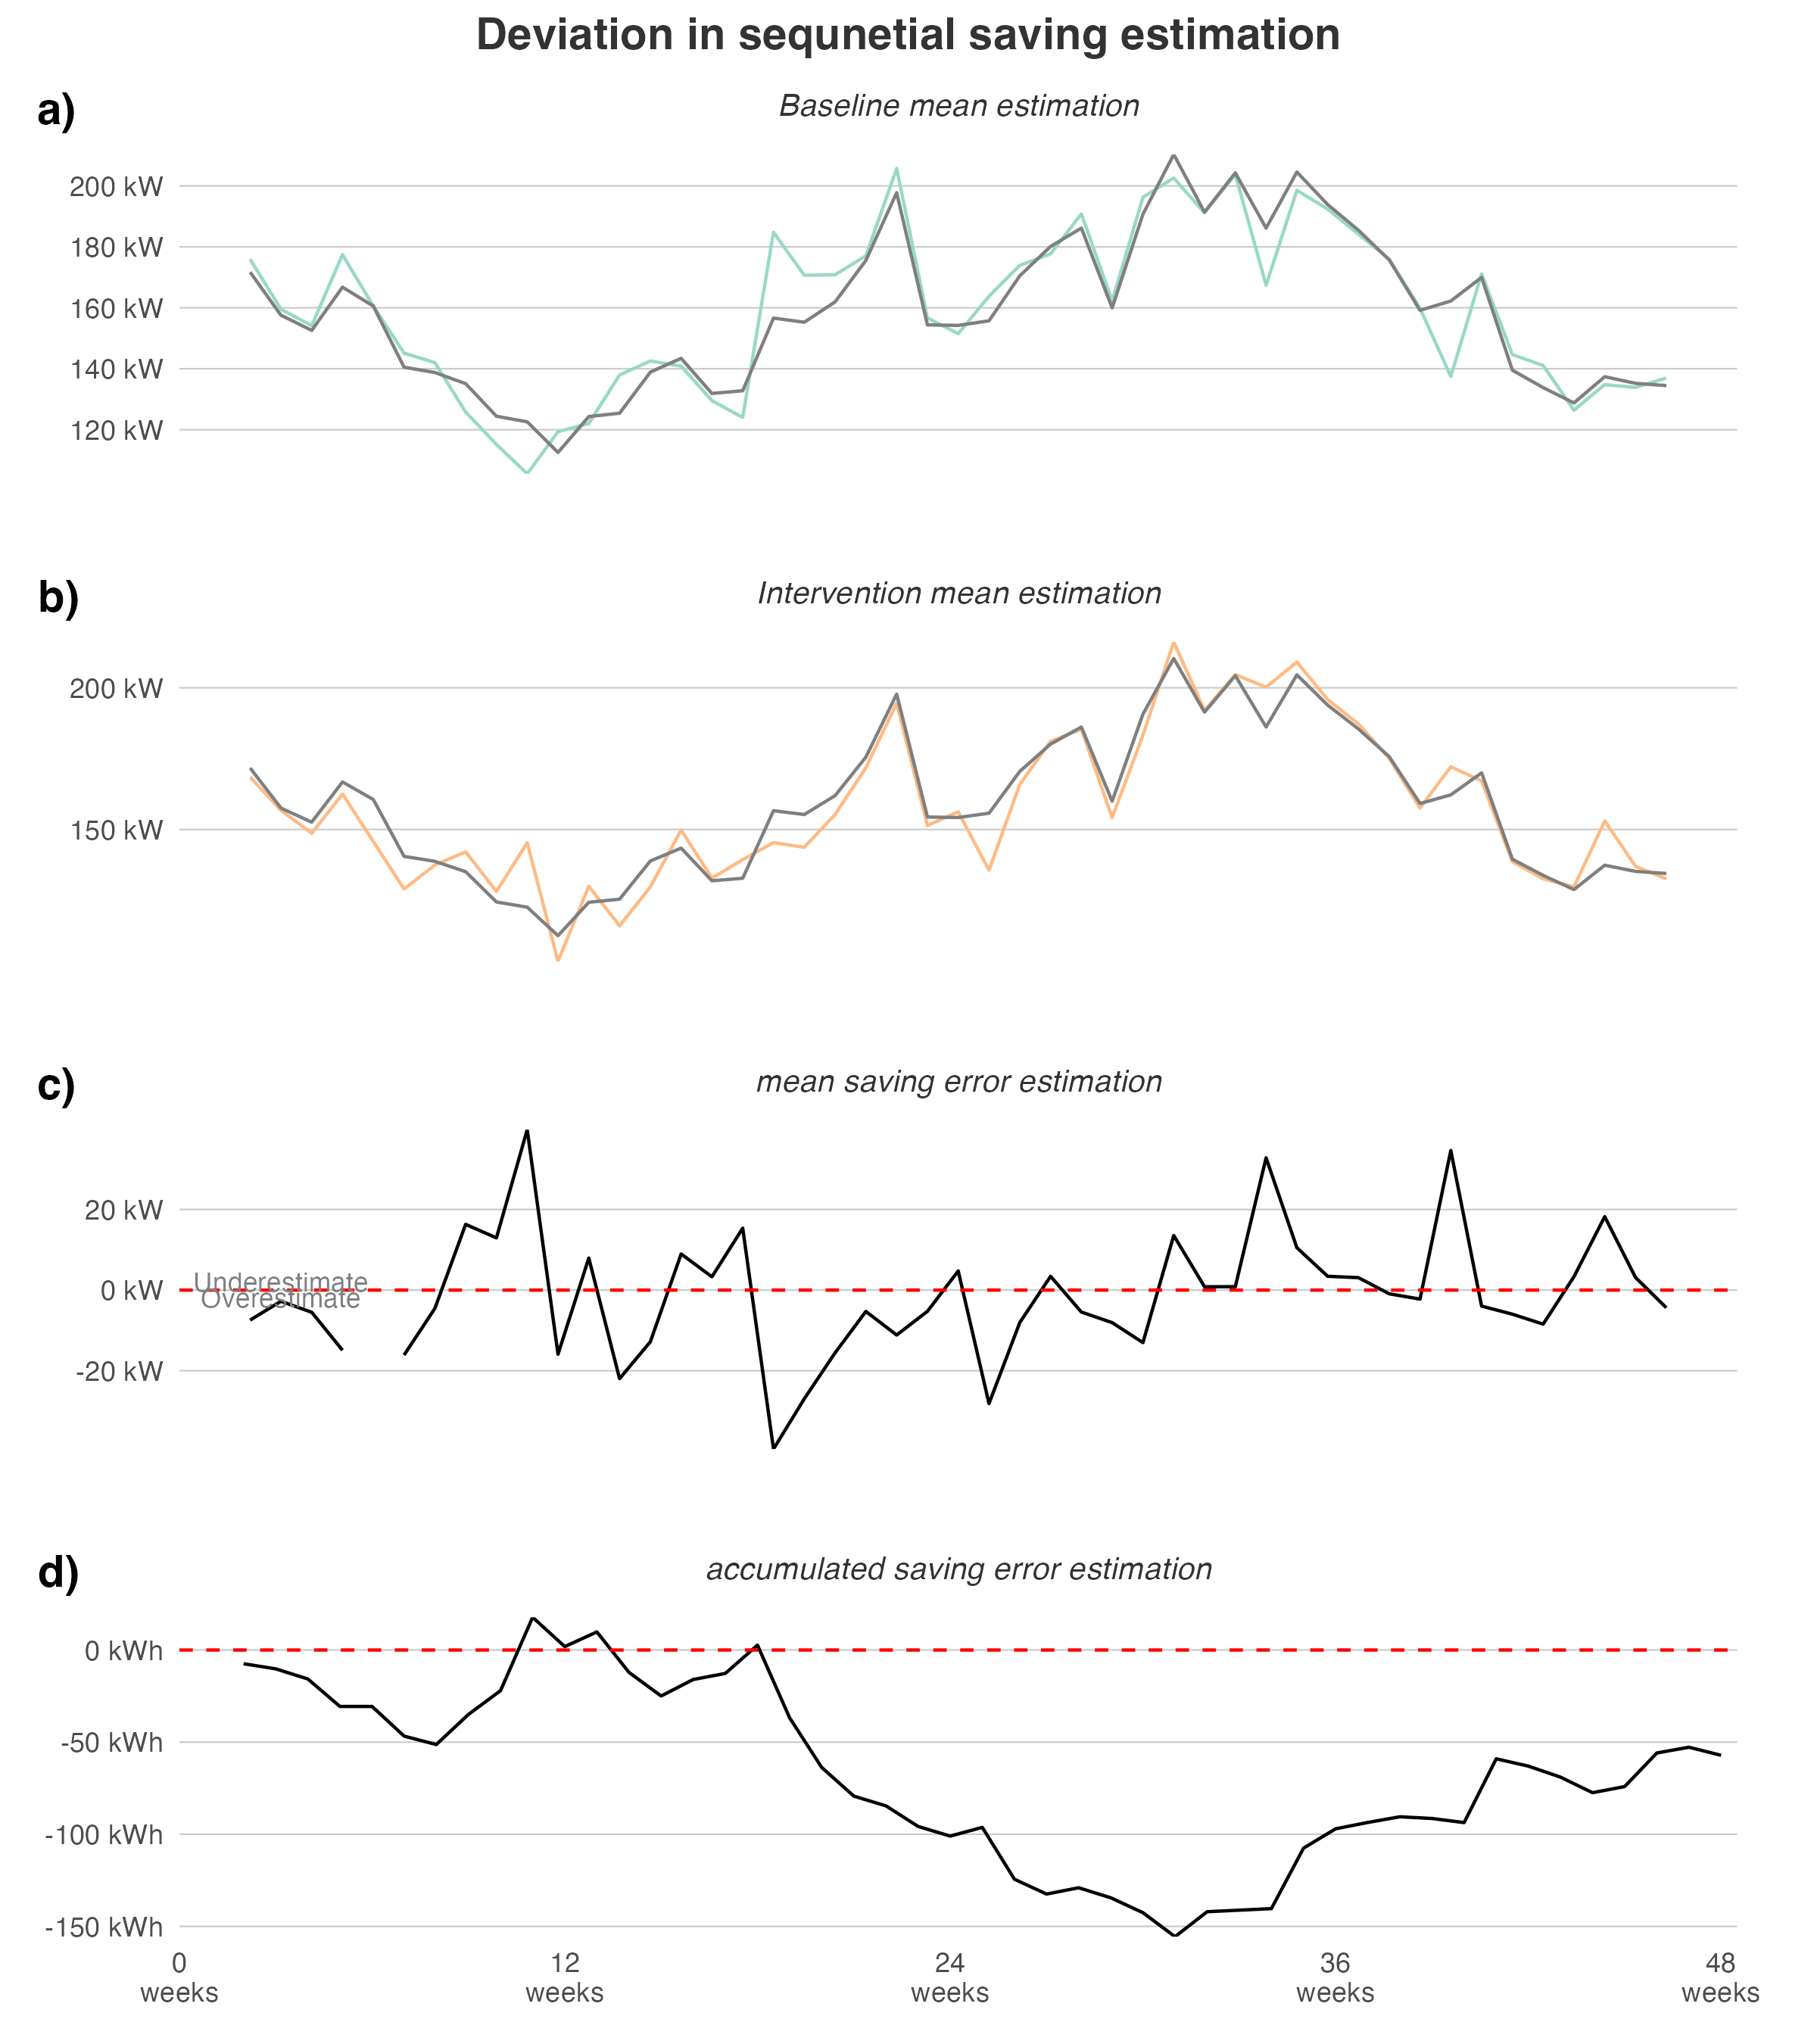 Deviation in sequnetial saving estimation
a)
Baseline mean estimation
200 kW
180 kW
160 kW
140 kW
120 kW
b)
Intervention mean estimation
200 kW
150 kW
c)
mean saving error estimation
20 kW
Underestimate
0 kW
Overestimate
-20 kW
d)
accumulated saving error estimation
0 kWh
-50 kWh
-100 kWh
-150 kWh
0 12 24 36 48
weeks weeks weeks weeks weeks